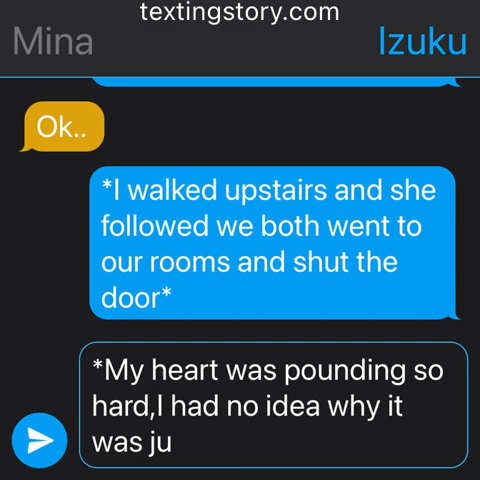 textingstory.com
Mina Izuku
Ok..
*I walked upstairs and she
followed we both went to
our rooms and shut the
door*
*My heart was pounding so
hard,I had no idea why it
was ju